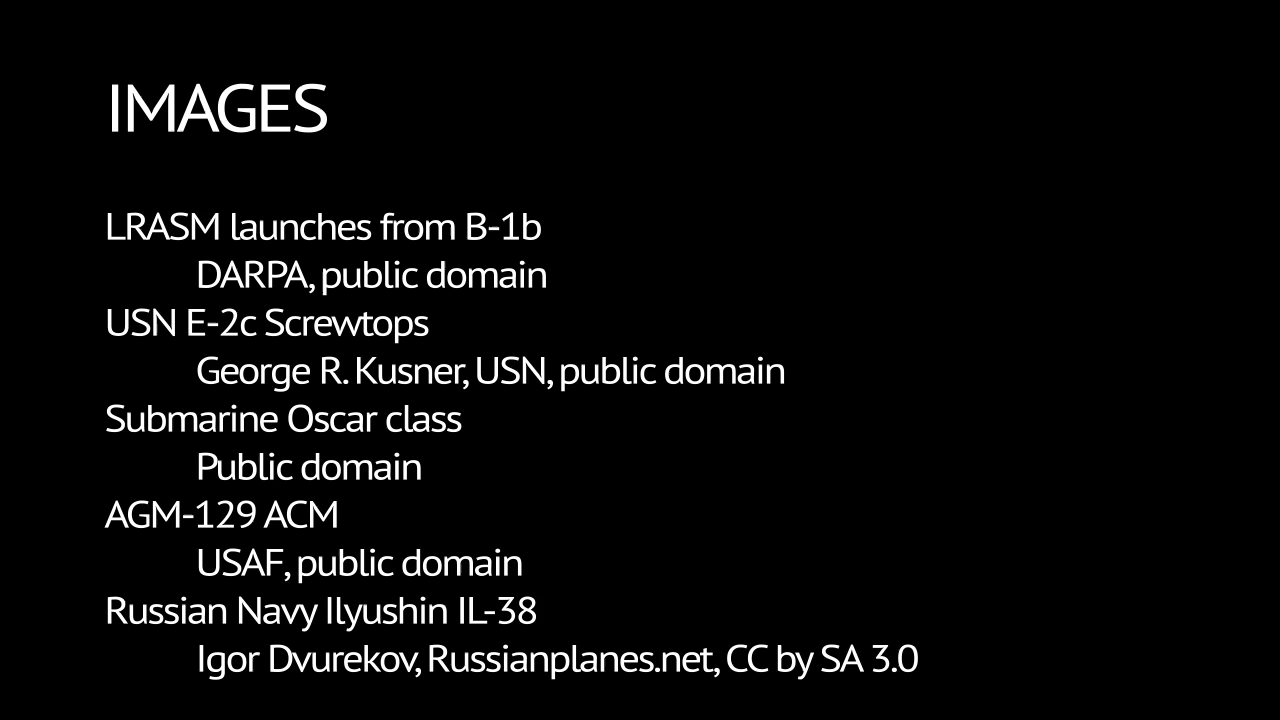 IMAGES
LRASM launches from B-1b
DARPA, public domain
USN E-2c Screwtops
George R. Kusner, USN, public domain
Submarine Oscar class
Public domain
AGM-129 ACM
USAF, public domain
Russian Navy Ilyushin IL-38
Igor Dvurekov, Russianplanes.net, CC by SA 3.0